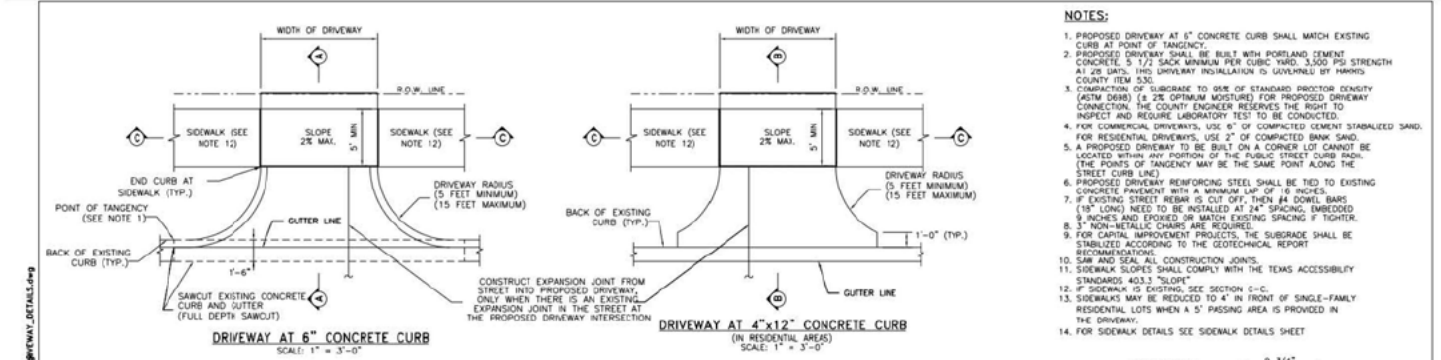 WIDTH OF DRIVEWAY
A
R.O.W. LINE
C
SIDEWALK (SEE
NOTE 12)
SLOPE
2% MAX.
5' MIN
SIDEWALK (SEE
NOTE 12)
C
END CURB AT
SIDEWALK (TYP.)
POINT OF TANGENCY
(SEE NOTE 1)
GUTTER LINE
DRIVEWAY RADIUS
(5 FEET MINIMUM)
(15 FEET MAXIMUM)
BACK OF EXISTING
CURB (TYP.)
1'-6"
SAWCUT EXISTING CONCRETE
CURB AND GUTTER
(FULL DEPTH SAWCUT)
A
CONSTRUCT EXPANSION JOINT FROM
STREET INTO PROPOSED DRIVEWAY,
ONLY WHEN THERE IS AN EXISTING
EXPANSION JOINT IN THE STREET AT
THE PROPOSED DRIVEWAY INTERSECTION
DRIVEWAY AT 6" CONCRETE CURB
SCALE: 1" = 3'-0"
WIDTH OF DRIVEWAY
B
R.O.W. LINE
C
SIDEWALK (SEE
NOTE 12)
SLOPE
2% MAX.
5' MIN
SIDEWALK (SEE
NOTE 12)
C
DRIVEWAY RADIUS
(5 FEET MINIMUM)
(15 FEET MAXIMUM)
BACK OF EXISTING
CURB (TYP.)
1'-0" (TYP.)
GUTTER LINE
B
DRIVEWAY AT 4"x12" CONCRETE CURB
(IN RESIDENTIAL AREAS)
SCALE: 1" = 3'-0"
NOTES:
1. PROPOSED DRIVEWAY AT 6" CONCRETE CURB SHALL MATCH EXISTING
CURB AT POINT OF TANGENCY.
2. PROPOSED DRIVEWAY SHALL BE BUILT WITH PORTLAND CEMENT
CONCRETE, 5 1/2 SACK MINIMUM PER CUBIC YARD. 3,500 PSI STRENGTH
AT 28 DAYS. THIS DRIVEWAY INSTALLATION IS GOVERNED BY HARRIS
COUNTY ITEM 530.
3. COMPACTION OF SUBGRADE TO 95% OF STANDARD PROCTOR DENSITY
(ASTM D698) (± 2% OPTIMUM MOISTURE) FOR PROPOSED DRIVEWAY
CONNECTION. THE COUNTY ENGINEER RESERVES THE RIGHT TO
INSPECT AND REQUIRE LABORATORY TEST TO BE CONDUCTED.
4. FOR COMMERCIAL DRIVEWAYS, USE 6" OF COMPACTED CEMENT STABALIZED SAND.
FOR RESIDENTIAL DRIVEWAYS, USE 2" OF COMPACTED BANK SAND.
5. A PROPOSED DRIVEWAY TO BE BUILT ON A CORNER LOT CANNOT BE
LOCATED WITHIN ANY PORTION OF THE PUBLIC STREET CURB RADII.
(THE POINTS OF TANGENCY MAY BE THE SAME POINT ALONG THE
STREET CURB LINE)
6. PROPOSED DRIVEWAY REINFORCING STEEL SHALL BE TIED TO EXISTING
CONCRETE PAVEMENT WITH A MINIMUM LAP OF 16 INCHES.
7. IF EXISTING STREET REBAR IS CUT OFF, THEN #4 DOWEL BARS
(18" LONG) NEED TO BE INSTALLED AT 24" SPACING, EMBEDDED
9 INCHES AND EPOXIED OR MATCH EXISTING SPACING IF TIGHTER.
8. 3" NON-METALLIC CHAIRS ARE REQUIRED.
9. FOR CAPITAL IMPROVEMENT PROJECTS, THE SUBGRADE SHALL BE
STABILIZED ACCORDING TO THE GEOTECHNICAL REPORT
RECOMMENDATIONS.
10. SAW AND SEAL ALL CONSTRUCTION JOINTS.
11. SIDEWALK SLOPES SHALL COMPLY WITH THE TEXAS ACCESSIBILITY
STANDARDS 403.3 "SLOPE"
12. IF SIDEWALK IS EXISTING, SEE SECTION C-C.
13. SIDEWALKS MAY BE REDUCED TO 4' IN FRONT OF SINGLE-FAMILY
RESIDENTIAL LOTS WHEN A 5' PASSING AREA IS PROVIDED IN
THE DRIVEWAY.
14. FOR SIDEWALK DETAILS SEE SIDEWALK DETAILS SHEET